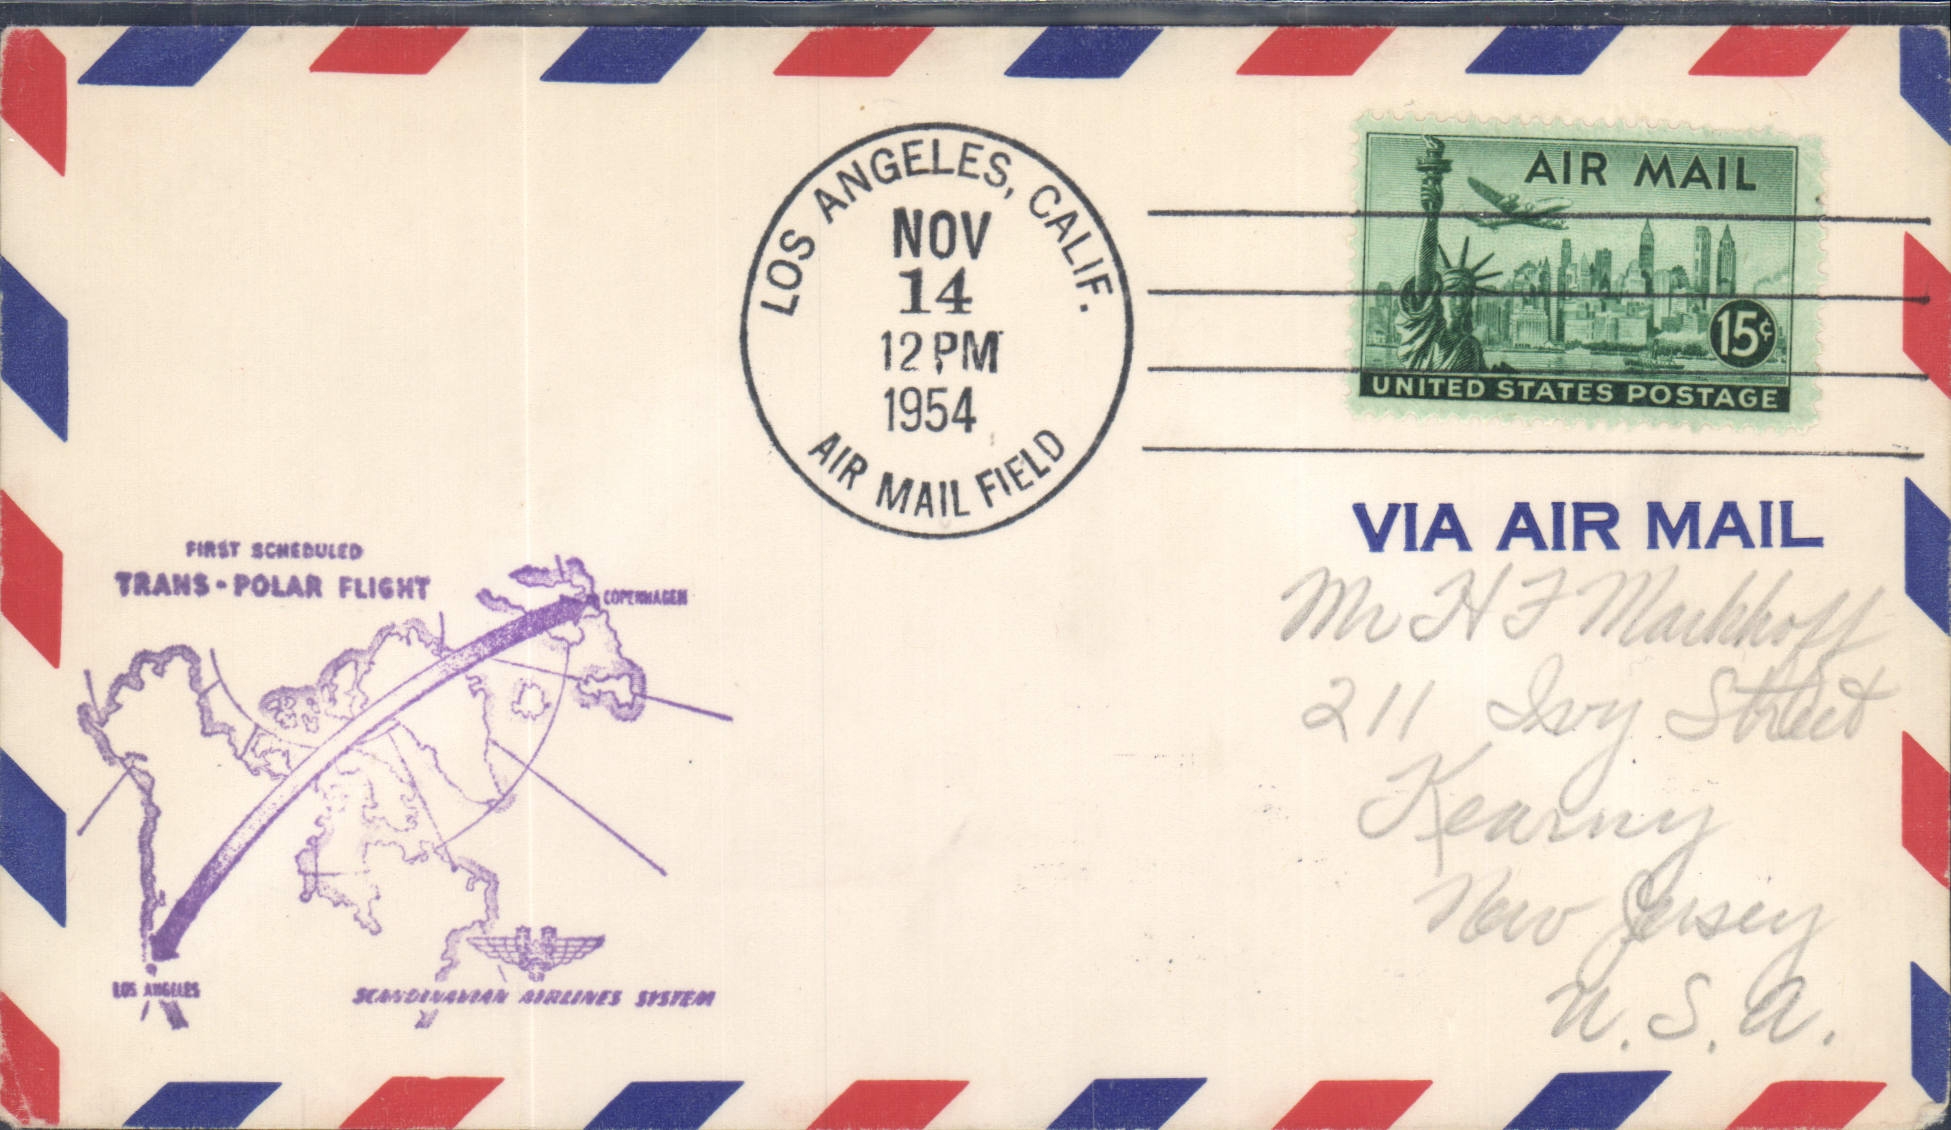 LOS ANGELES, CALIF.
NOV
14
12 PM
1954
AIR MAIL FIELD
AIR MAIL
15¢
UNITED STATES POSTAGE
VIA AIR MAIL
Mr H F Markhoff
211 Ivy Street
Kearny
New Jersey
U.S.A.
FIRST SCHEDULED
TRANS-POLAR FLIGHT
COPENHAGEN
LOS ANGELES
SCANDINAVIAN AIRLINES SYSTEM